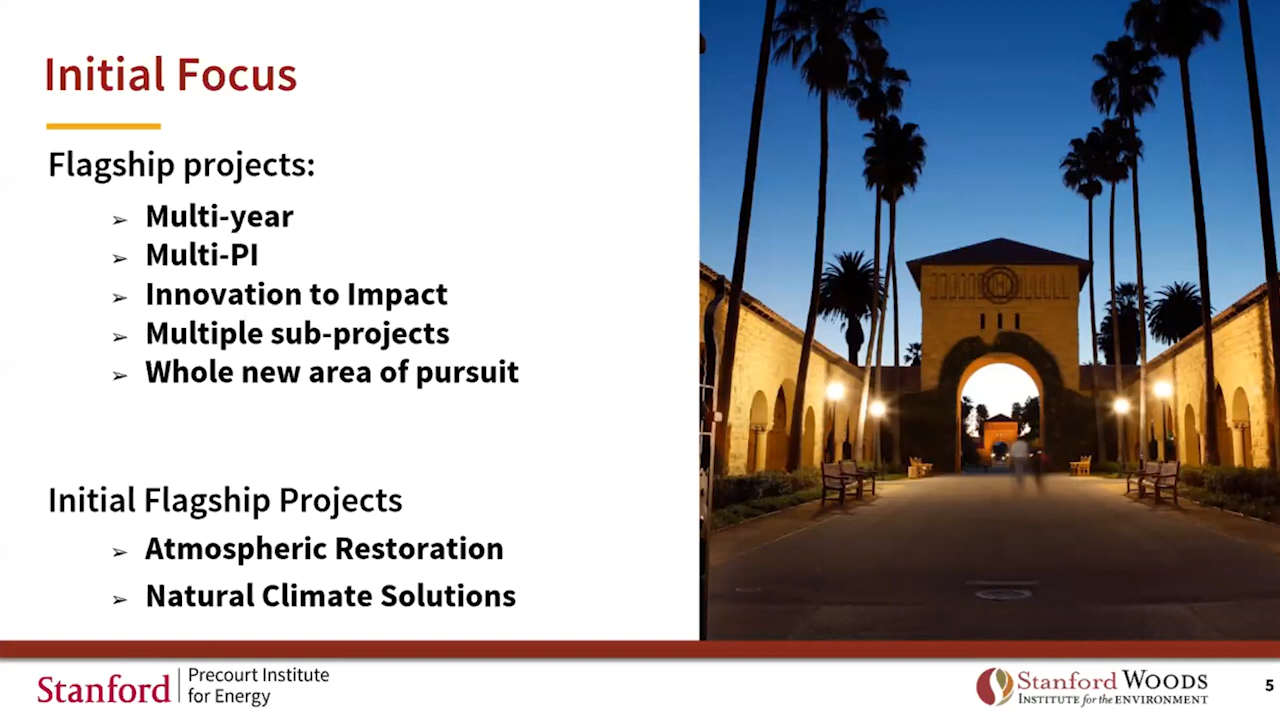 Initial Focus
Flagship projects:
➢ Multi-year
➢ Multi-PI
➢ Innovation to Impact
➢ Multiple sub-projects
➢ Whole new area of pursuit
Initial Flagship Projects
➢ Atmospheric Restoration
➢ Natural Climate Solutions
Stanford
Precourt Institute
for Energy
Stanford WOODS
INSTITUTE for the ENVIRONMENT
5